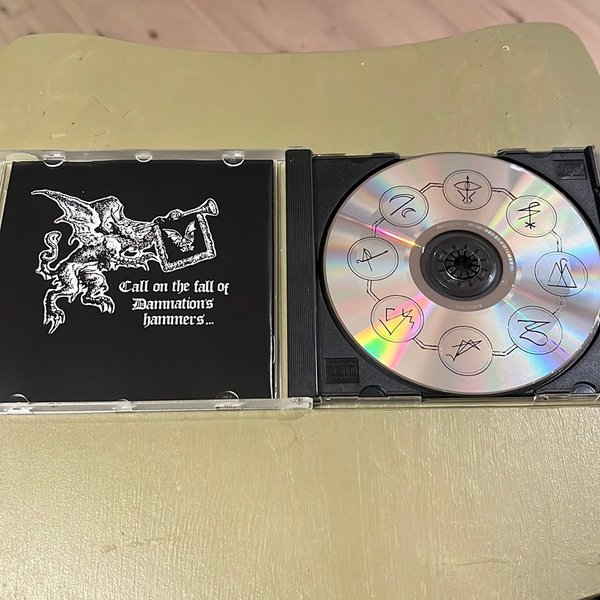 Call on the fall of
Damnation's
hammers...